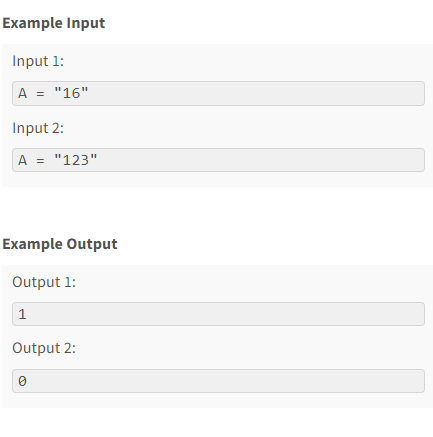 Example Input
Input 1:
A = "16"
Input 2:
A = "123"
Example Output
Output 1:
1
Output 2:
0